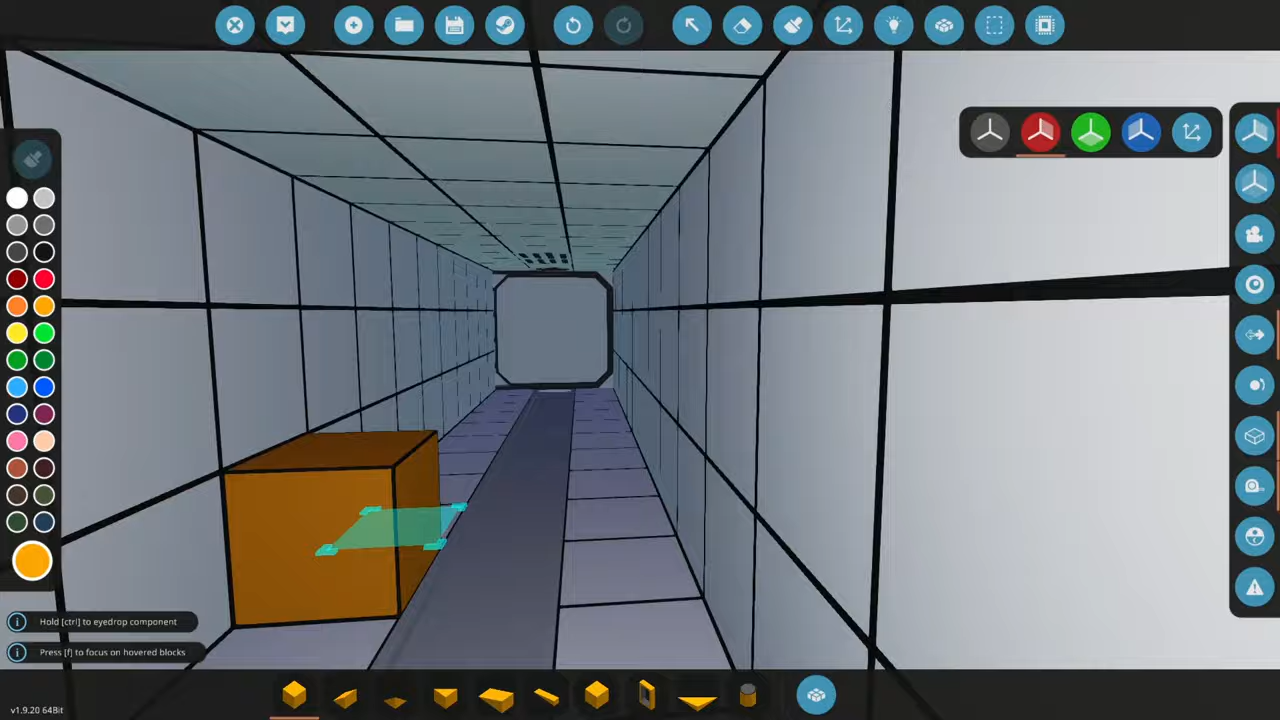 Hold [ctrl] to eyedrop component
Press [f] to focus on hovered blocks
v1.9.20 64Bit